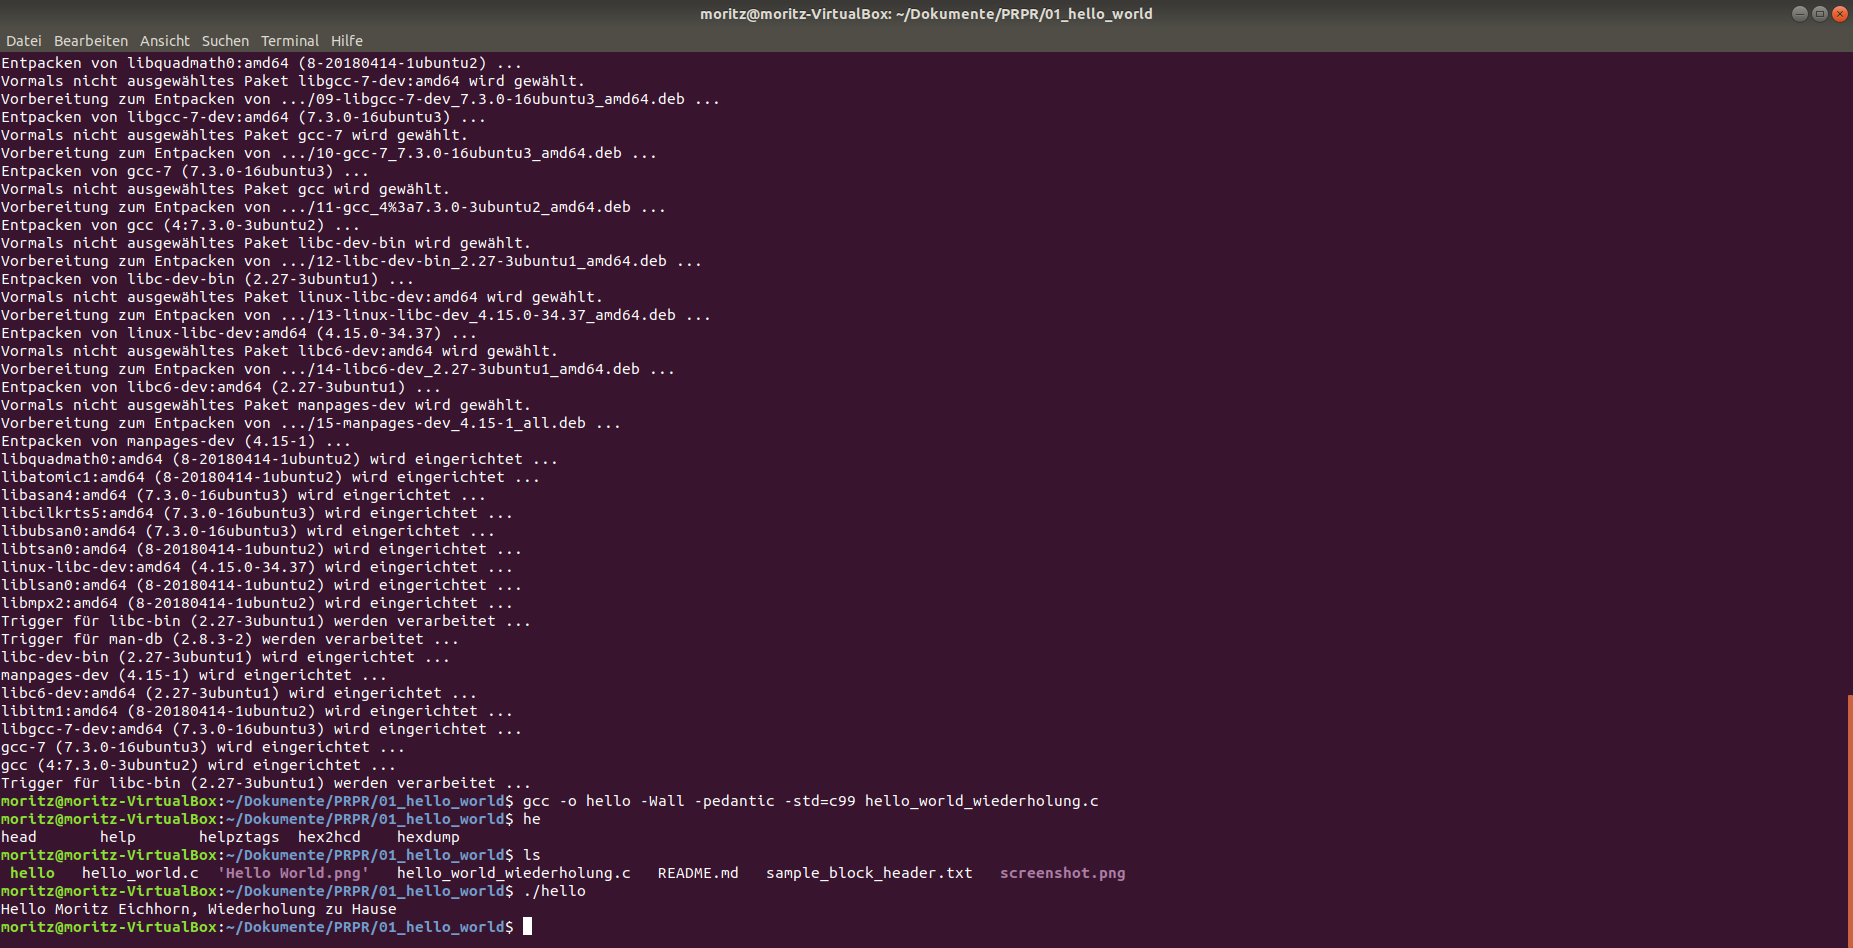 moritz@moritz-VirtualBox: ~/Dokumente/PRPR/01_hello_world
Datei Bearbeiten Ansicht Suchen Terminal Hilfe
Entpacken von libquadmath0:amd64 (8-20180414-1ubuntu2) ...
Vormals nicht ausgewähltes Paket libgcc-7-dev:amd64 wird gewählt.
Vorbereitung zum Entpacken von .../09-libgcc-7-dev_7.3.0-16ubuntu3_amd64.deb ...
Entpacken von libgcc-7-dev:amd64 (7.3.0-16ubuntu3) ...
Vormals nicht ausgewähltes Paket gcc-7 wird gewählt.
Vorbereitung zum Entpacken von .../10-gcc-7_7.3.0-16ubuntu3_amd64.deb ...
Entpacken von gcc-7 (7.3.0-16ubuntu3) ...
Vormals nicht ausgewähltes Paket gcc wird gewählt.
Vorbereitung zum Entpacken von .../11-gcc_4%3a7.3.0-3ubuntu2_amd64.deb ...
Entpacken von gcc (4:7.3.0-3ubuntu2) ...
Vormals nicht ausgewähltes Paket libc-dev-bin wird gewählt.
Vorbereitung zum Entpacken von .../12-libc-dev-bin_2.27-3ubuntu1_amd64.deb ...
Entpacken von libc-dev-bin (2.27-3ubuntu1) ...
Vormals nicht ausgewähltes Paket linux-libc-dev:amd64 wird gewählt.
Vorbereitung zum Entpacken von .../13-linux-libc-dev_4.15.0-34.37_amd64.deb ...
Entpacken von linux-libc-dev:amd64 (4.15.0-34.37) ...
Vormals nicht ausgewähltes Paket libc6-dev:amd64 wird gewählt.
Vorbereitung zum Entpacken von .../14-libc6-dev_2.27-3ubuntu1_amd64.deb ...
Entpacken von libc6-dev:amd64 (2.27-3ubuntu1) ...
Vormals nicht ausgewähltes Paket manpages-dev wird gewählt.
Vorbereitung zum Entpacken von .../15-manpages-dev_4.15-1_all.deb ...
Entpacken von manpages-dev (4.15-1) ...
libquadmath0:amd64 (8-20180414-1ubuntu2) wird eingerichtet ...
libatomic1:amd64 (8-20180414-1ubuntu2) wird eingerichtet ...
libasan4:amd64 (7.3.0-16ubuntu3) wird eingerichtet ...
libcilkrts5:amd64 (7.3.0-16ubuntu3) wird eingerichtet ...
libubsan0:amd64 (7.3.0-16ubuntu3) wird eingerichtet ...
libtsan0:amd64 (8-20180414-1ubuntu2) wird eingerichtet ...
linux-libc-dev:amd64 (4.15.0-34.37) wird eingerichtet ...
liblsan0:amd64 (8-20180414-1ubuntu2) wird eingerichtet ...
libmpx2:amd64 (8-20180414-1ubuntu2) wird eingerichtet ...
Trigger für libc-bin (2.27-3ubuntu1) werden verarbeitet ...
Trigger für man-db (2.8.3-2) werden verarbeitet ...
libc-dev-bin (2.27-3ubuntu1) wird eingerichtet ...
manpages-dev (4.15-1) wird eingerichtet ...
libc6-dev:amd64 (2.27-3ubuntu1) wird eingerichtet ...
libitm1:amd64 (8-20180414-1ubuntu2) wird eingerichtet ...
libgcc-7-dev:amd64 (7.3.0-16ubuntu3) wird eingerichtet ...
gcc-7 (7.3.0-16ubuntu3) wird eingerichtet ...
gcc (4:7.3.0-3ubuntu2) wird eingerichtet ...
Trigger für libc-bin (2.27-3ubuntu1) werden verarbeitet ...
moritz@moritz-VirtualBox:~/Dokumente/PRPR/01_hello_world$ gcc -o hello -Wall -pedantic -std=c99 hello_world_wiederholung.c
moritz@moritz-VirtualBox:~/Dokumente/PRPR/01_hello_world$ he
head help helpztags hex2hcd hexdump
moritz@moritz-VirtualBox:~/Dokumente/PRPR/01_hello_world$ ls
hello hello_world.c 'Hello World.png' hello_world_wiederholung.c README.md sample_block_header.txt screenshot.png
moritz@moritz-VirtualBox:~/Dokumente/PRPR/01_hello_world$ ./hello
Hello Moritz Eichhorn, Wiederholung zu Hause
moritz@moritz-VirtualBox:~/Dokumente/PRPR/01_hello_world$